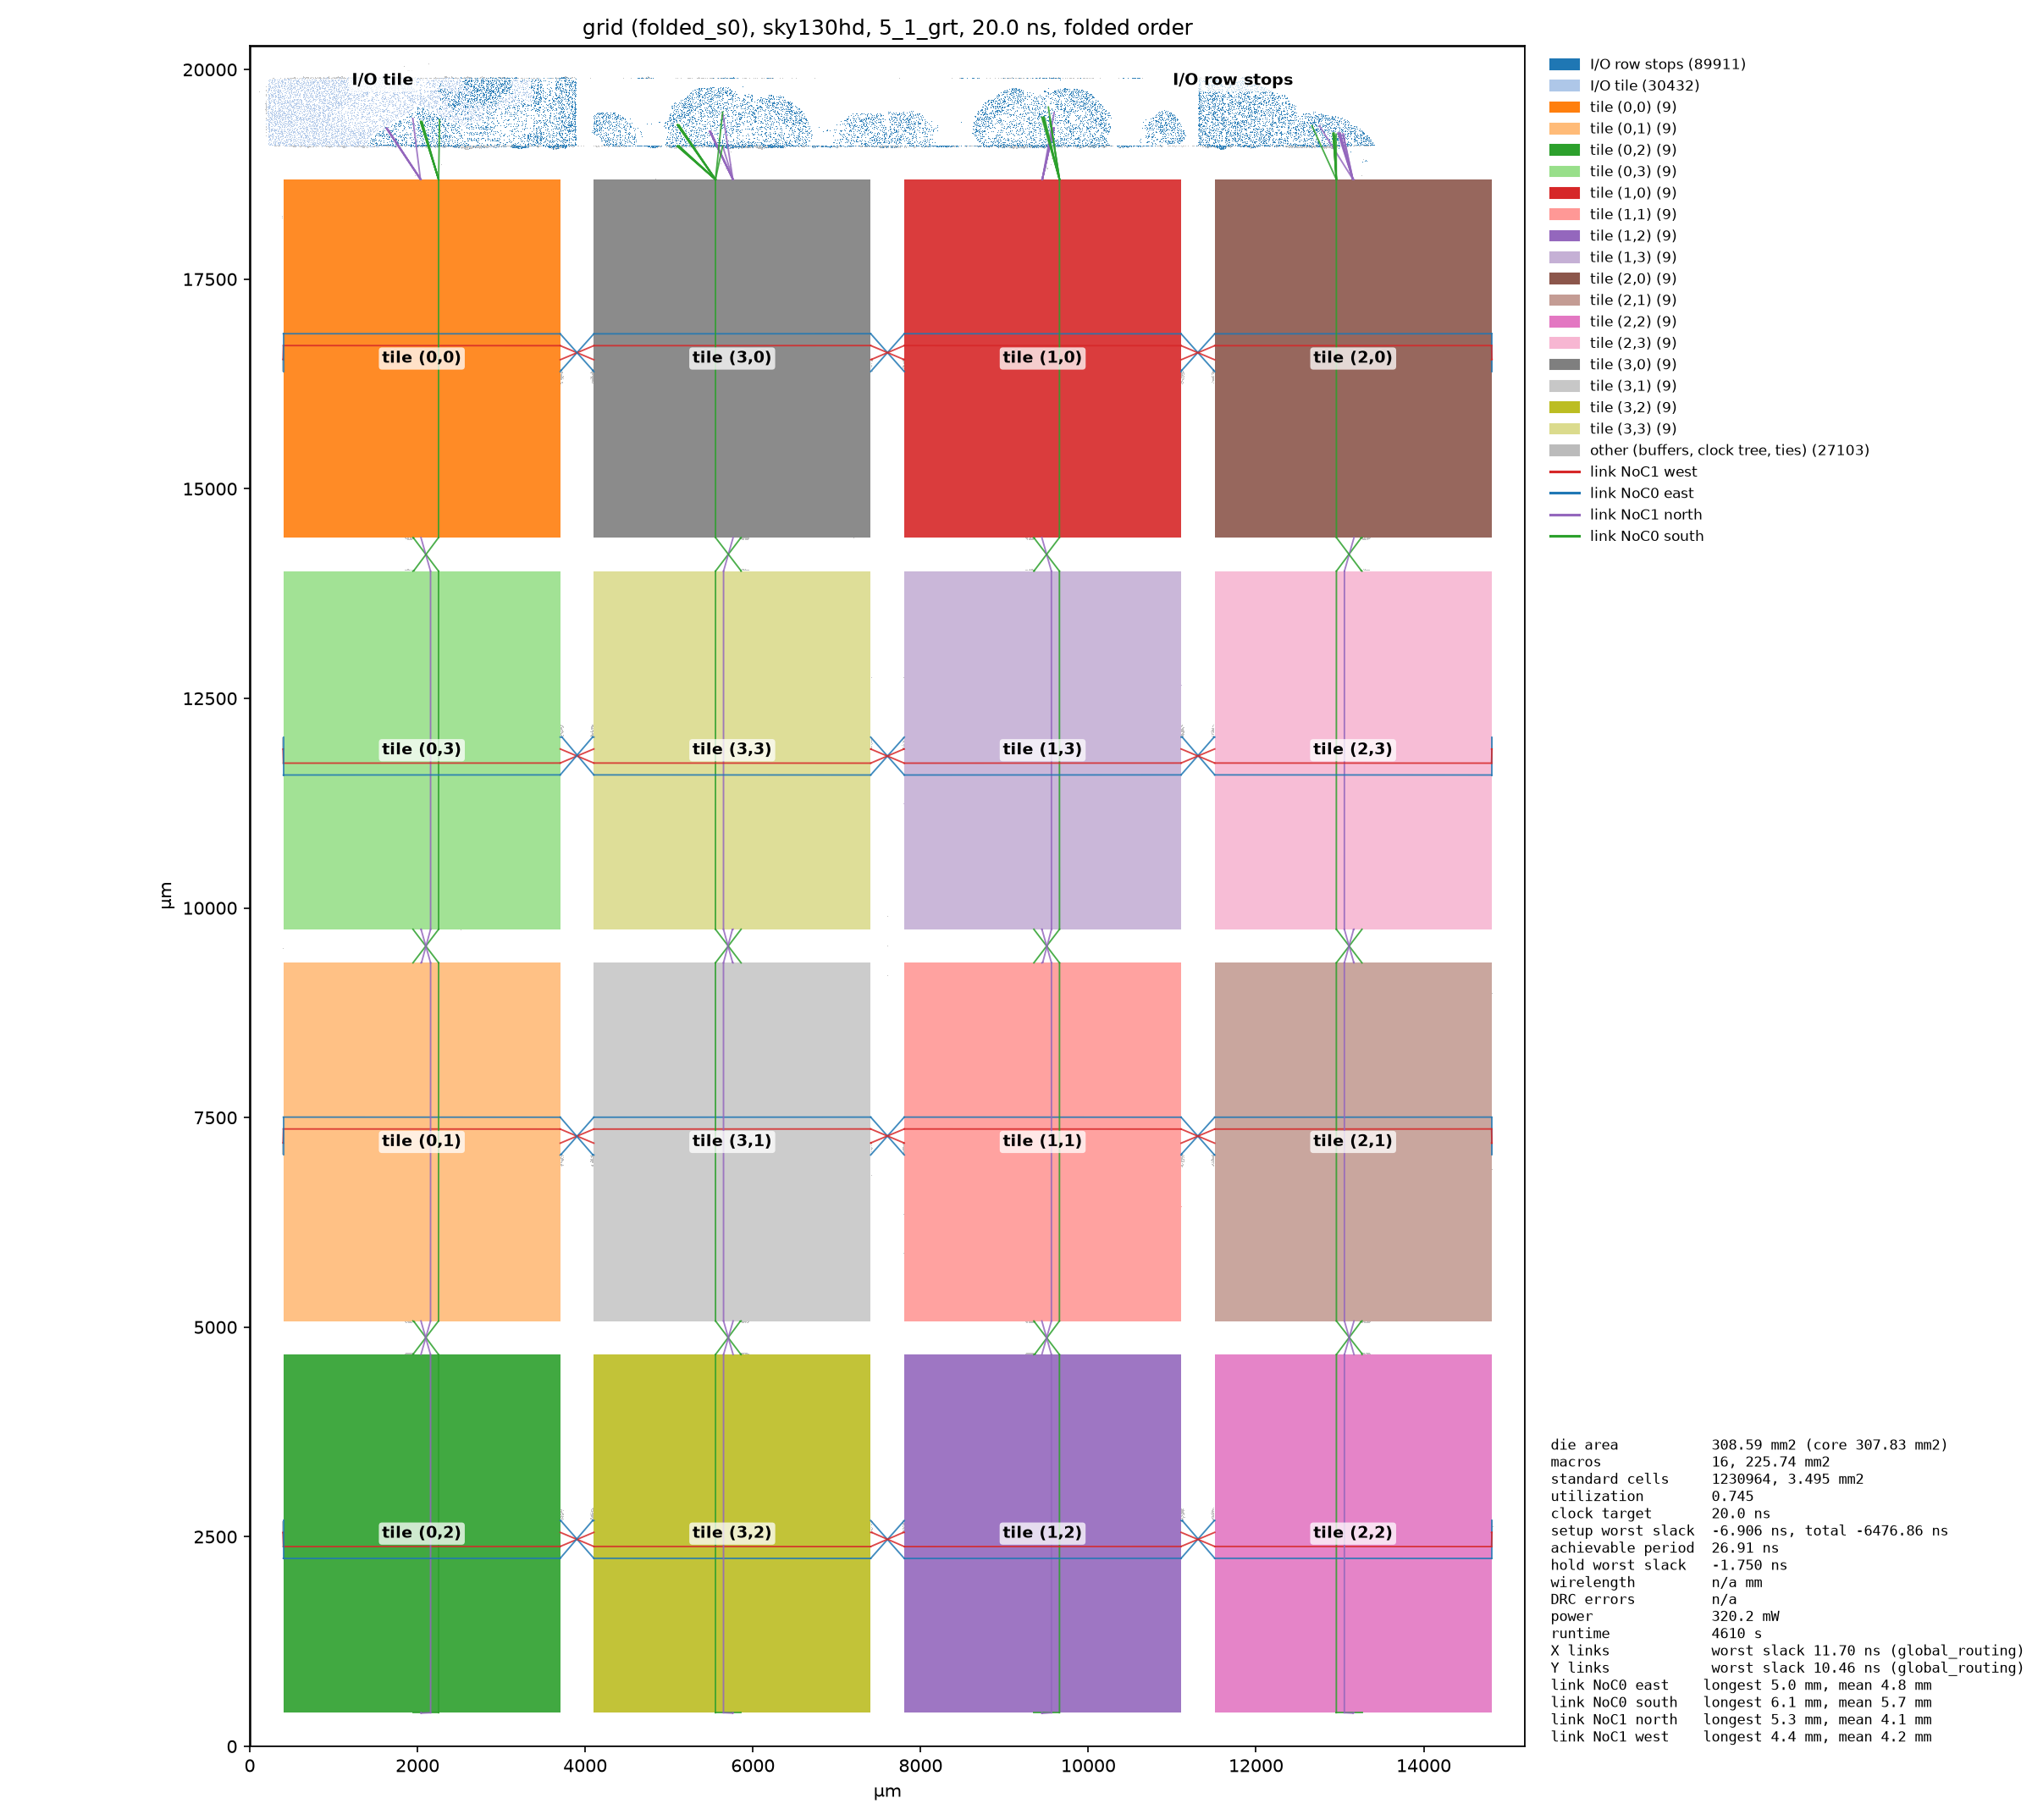 grid (folded_s0), sky130hd, 5_1_grt, 20.0 ns, folded order
20000
17500
15000
12500
10000
7500
5000
2500
0
µm
0 2000 4000 6000 8000 10000 12000 14000
µm
I/O tile
I/O row stops
tile (0,0) tile (3,0) tile (1,0) tile (2,0)
tile (0,3) tile (3,3) tile (1,3) tile (2,3)
tile (0,1) tile (3,1) tile (1,1) tile (2,1)
tile (0,2) tile (3,2) tile (1,2) tile (2,2)
I/O row stops (89911)
I/O tile (30432)
tile (0,0) (9)
tile (0,1) (9)
tile (0,2) (9)
tile (0,3) (9)
tile (1,0) (9)
tile (1,1) (9)
tile (1,2) (9)
tile (1,3) (9)
tile (2,0) (9)
tile (2,1) (9)
tile (2,2) (9)
tile (2,3) (9)
tile (3,0) (9)
tile (3,1) (9)
tile (3,2) (9)
tile (3,3) (9)
other (buffers, clock tree, ties) (27103)
link NoC1 west
link NoC0 east
link NoC1 north
link NoC0 south
die area 308.59 mm2 (core 307.83 mm2)
macros 16, 225.74 mm2
standard cells 1230964, 3.495 mm2
utilization 0.745
clock target 20.0 ns
setup worst slack -6.906 ns, total -6476.86 ns
achievable period 26.91 ns
hold worst slack -1.750 ns
wirelength n/a mm
DRC errors n/a
power 320.2 mW
runtime 4610 s
X links worst slack 11.70 ns (global_routing)
Y links worst slack 10.46 ns (global_routing)
link NoC0 east longest 5.0 mm, mean 4.8 mm
link NoC0 south longest 6.1 mm, mean 5.7 mm
link NoC1 north longest 5.3 mm, mean 4.1 mm
link NoC1 west longest 4.4 mm, mean 4.2 mm